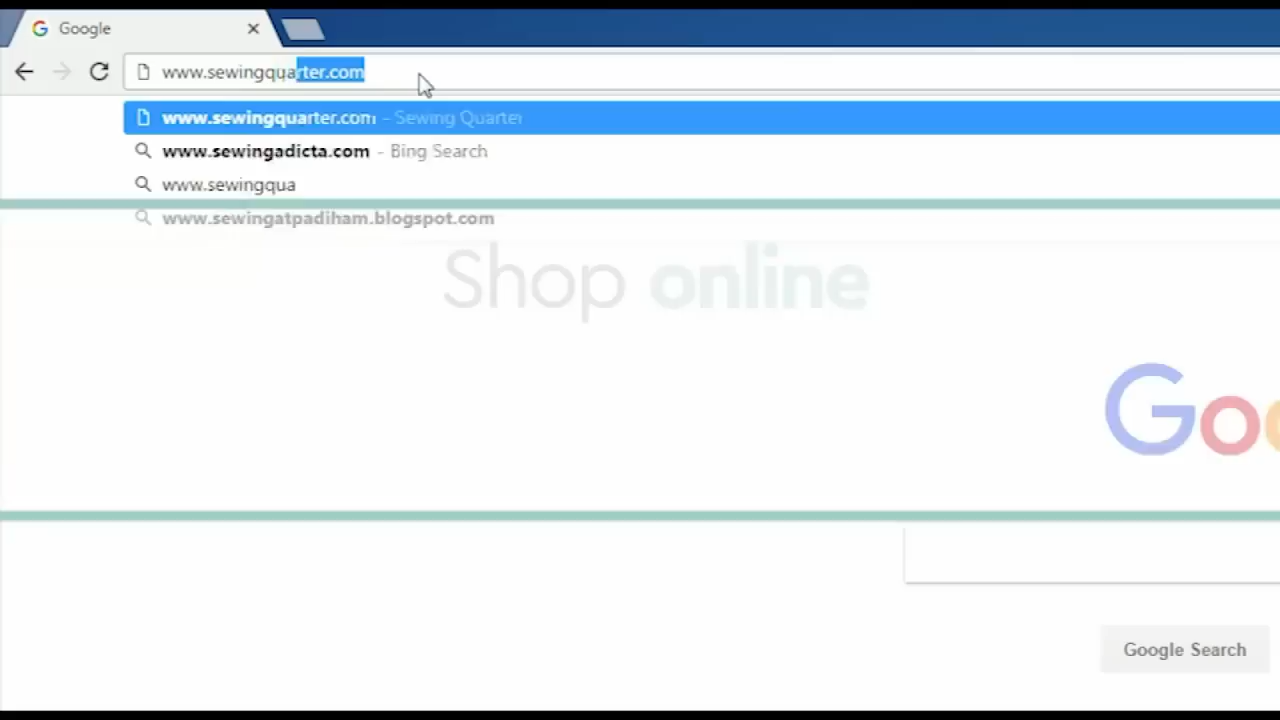 Google
www.sewingquarter.com
www.sewingquarter.com - Sewing Quarter
www.sewingadicta.com - Bing Search
www.sewingqua
www.sewingatpadiham.blogspot.com
Shop online
Goo
Google Search